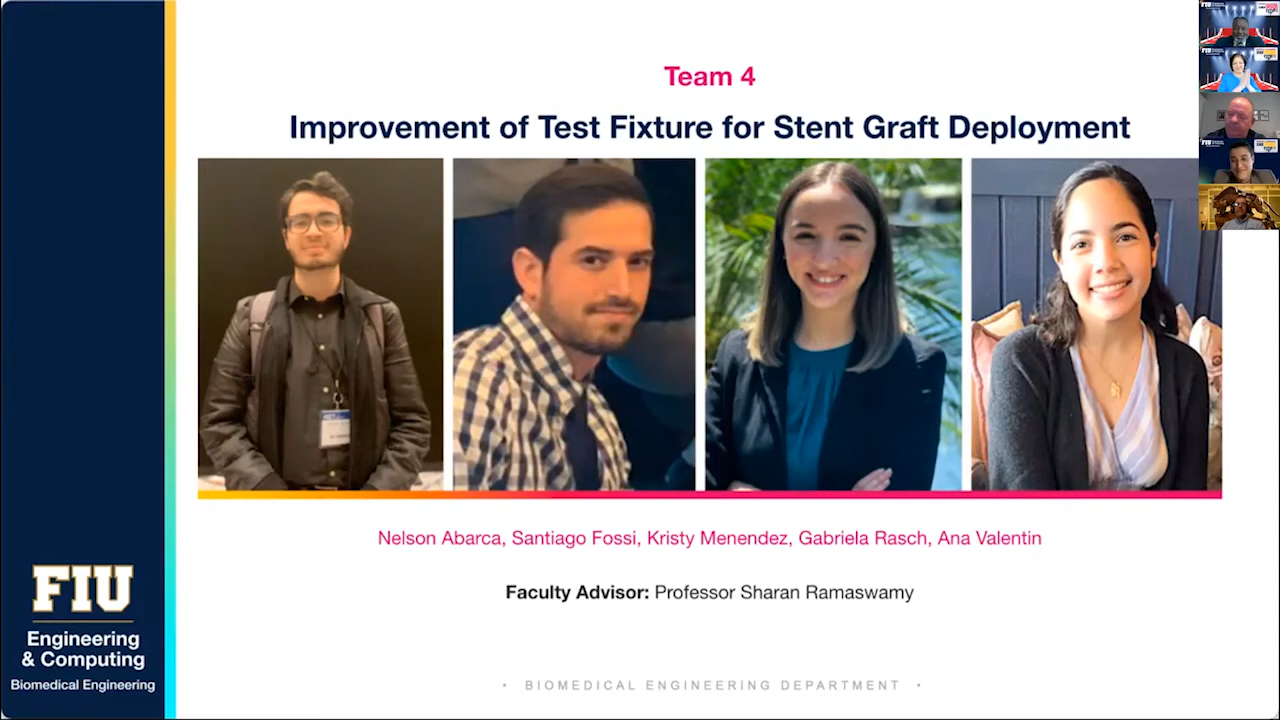 Team 4
Improvement of Test Fixture for Stent Graft Deployment
Nelson Abarca, Santiago Fossi, Kristy Menendez, Gabriela Rasch, Ana Valentin
Faculty Advisor: Professor Sharan Ramaswamy
FIU
Engineering
& Computing
Biomedical Engineering
• BIOMEDICAL ENGINEERING DEPARTMENT •